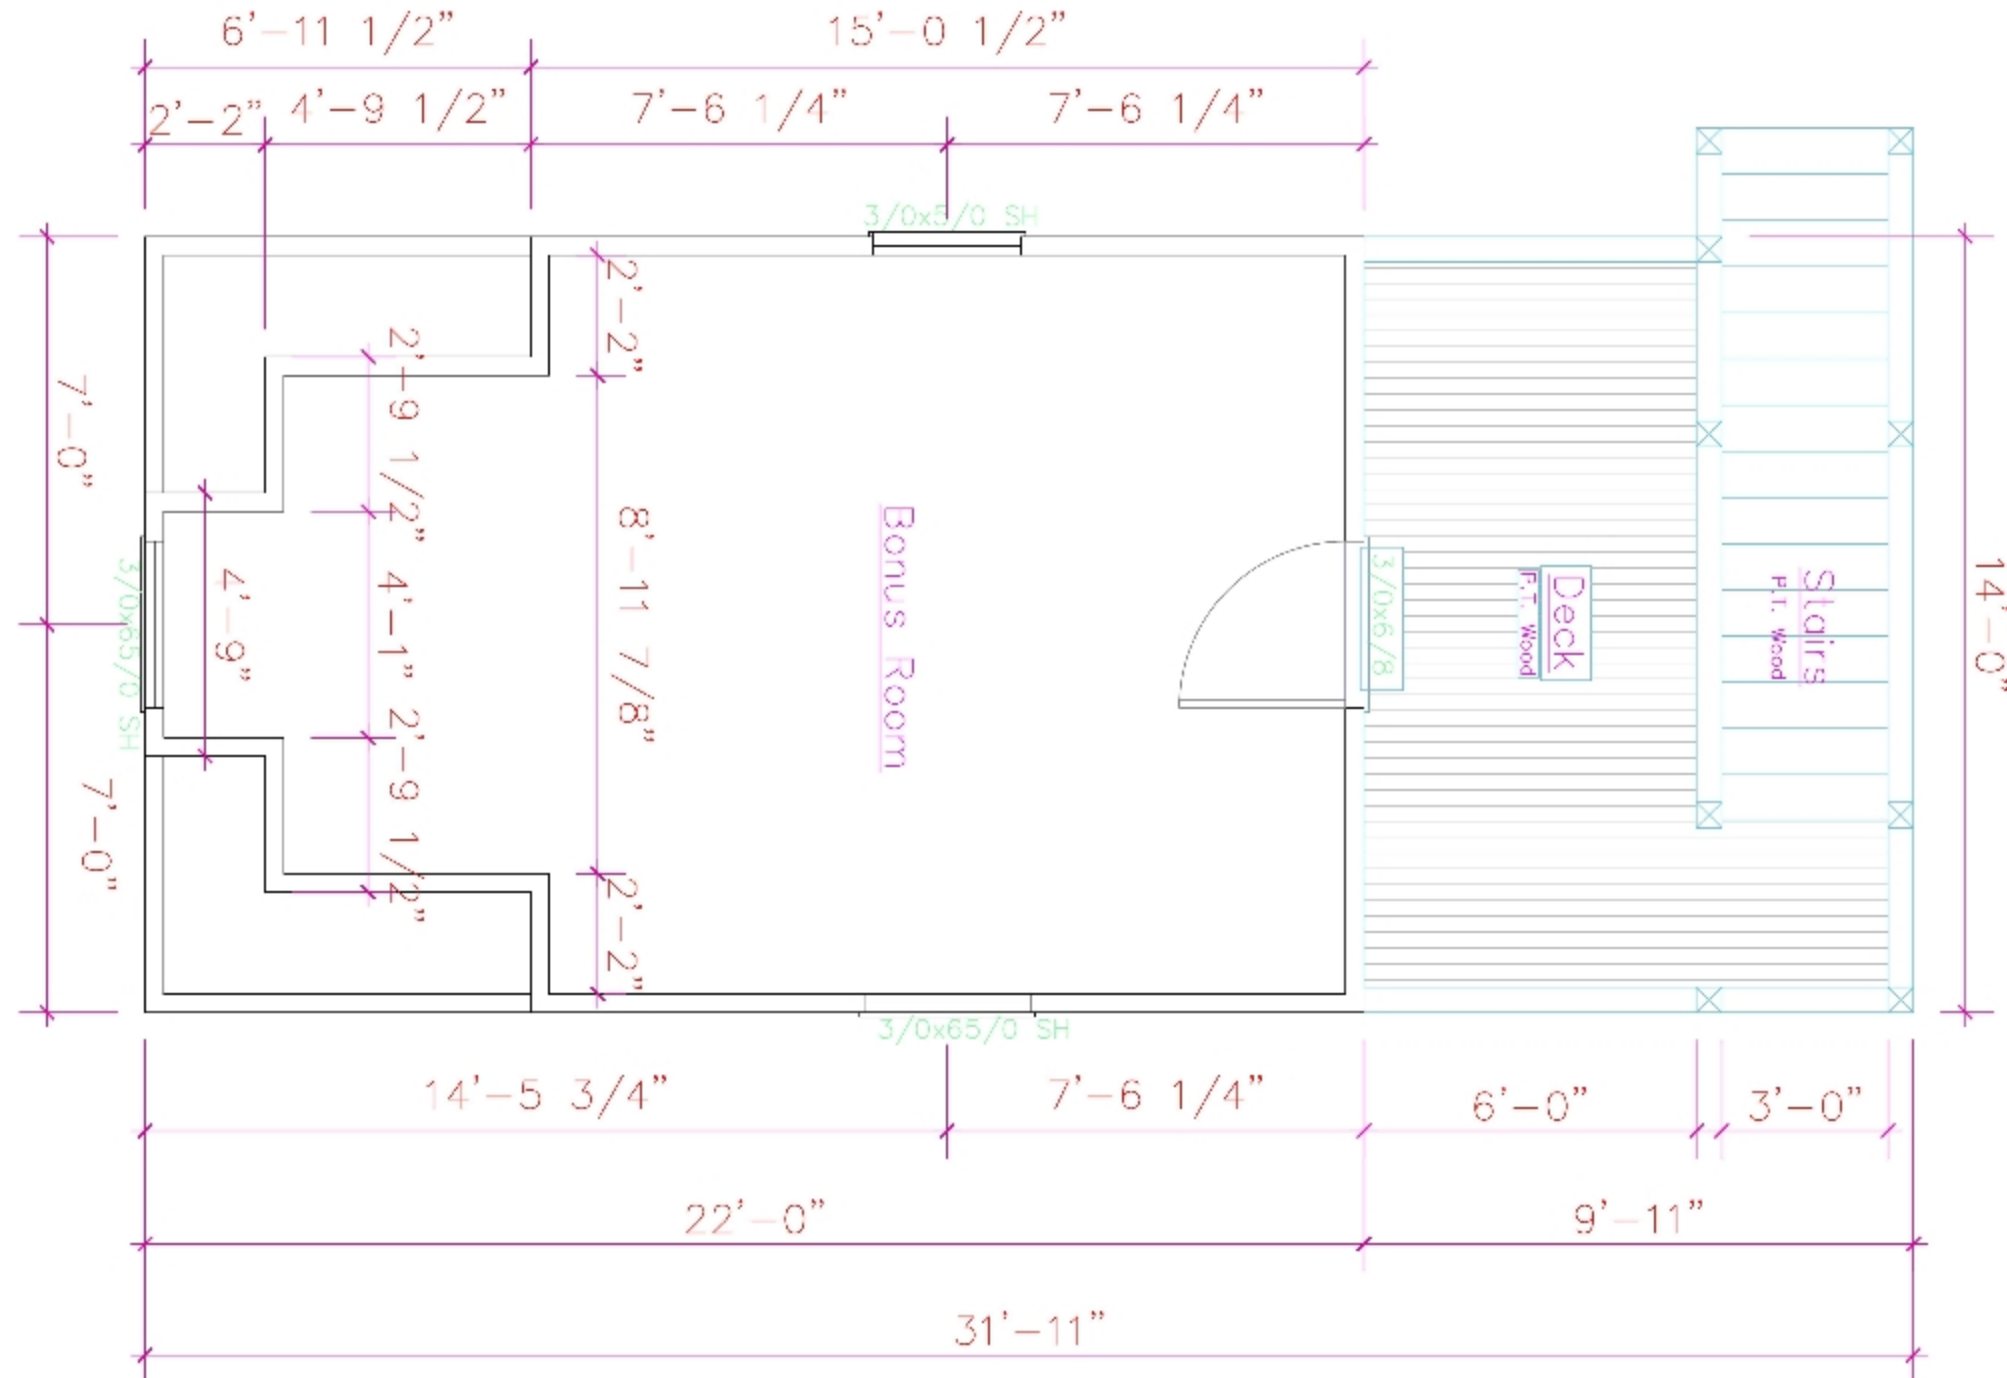 6'-11 1/2"
15'-0 1/2"
2'-2"
4'-9 1/2"
7'-6 1/4"
7'-6 1/4"
3/0x5/0 SH
2'-2"
2'-9 1/2"
7'-0"
8'-11 7/8"
Bonus Room
3/0x6/8
Deck
P.T. Wood
Stairs
P.T. Wood
14'-0"
3/0x65/0 SH
4'-9"
4'-1"
2'-9 1/2"
7'-0"
2'-2"
3/0x65/0 SH
14'-5 3/4"
7'-6 1/4"
6'-0"
3'-0"
22'-0"
9'-11"
31'-11"